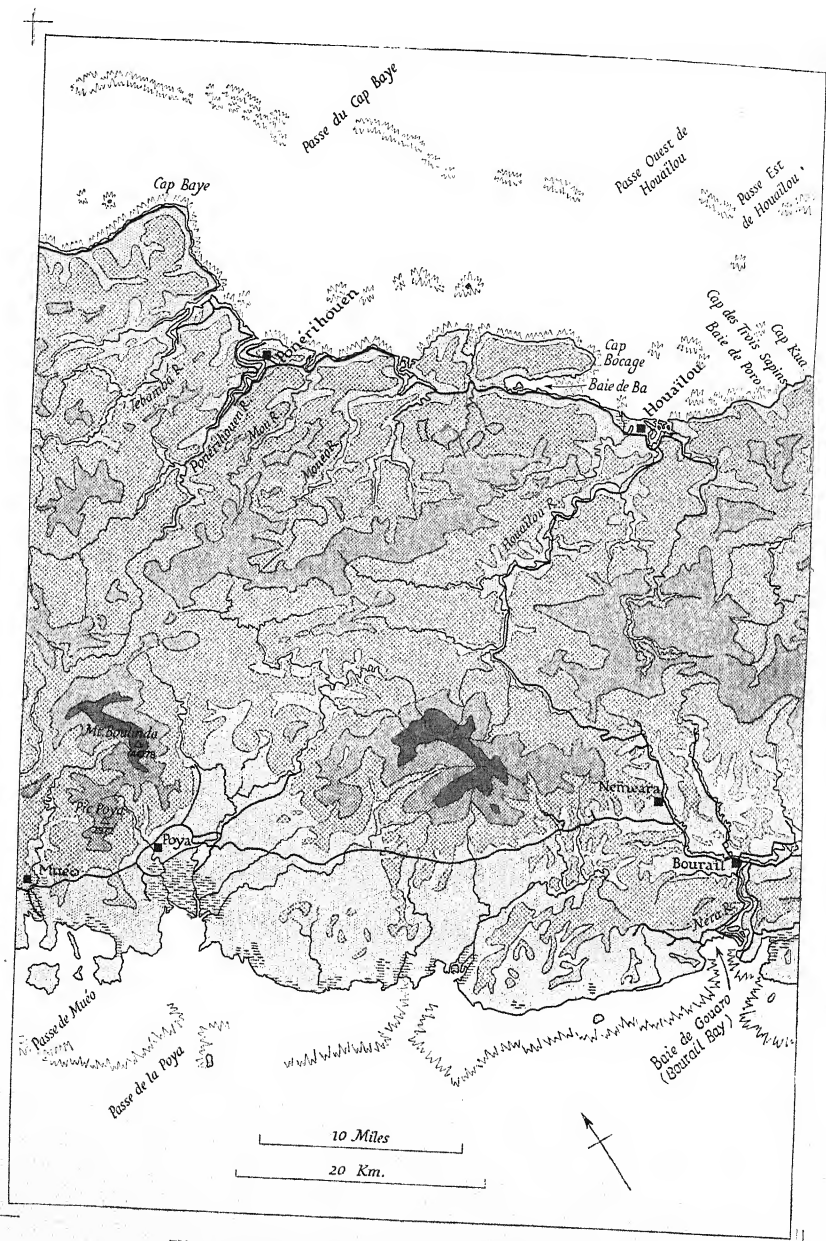 Passe du Cap Baye
Passe Ouest de
Houaïlou
Passe Est
de Houaïlou
Cap Baye
Ponérihouen
Cap des Trois Sapins
Cap Kua
Baie de Poro
Cap
Bocage
Baie de Ba
Houaïlou
Tebamba R.
Ponérihouen R.
Mou R.
Monéo R.
Houaïlou R.
Mt. Boulinda
Nemeara
Pic Poya
Poya
Muéo
Bourail
Néra R.
Passe de Muéo
Passe de la Poya
Baie de Gouaro
(Bourail Bay)
10 Miles
20 Km.